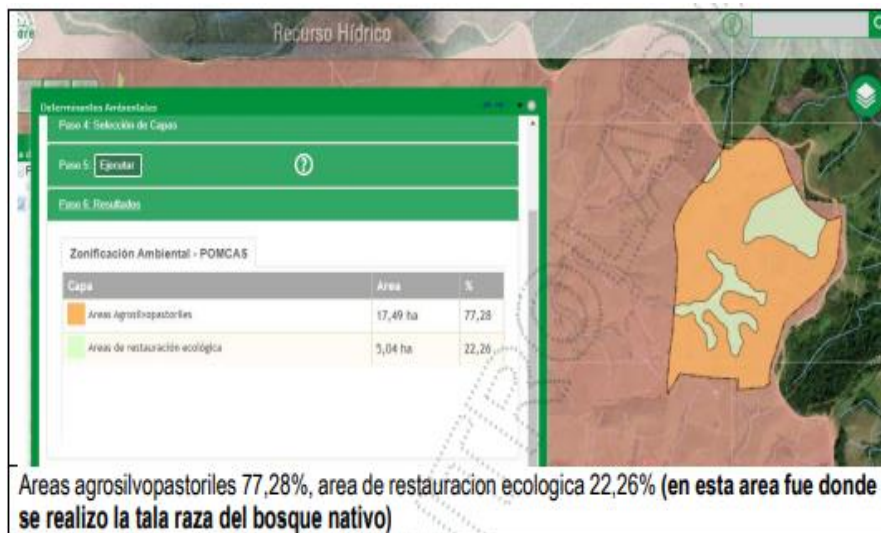 are
Recurso Hídrico
Determinantes Ambientales
Paso 4: Selección de Capas
Paso 5: Ejecutar
?
Paso 6: Resultados
Zonificación Ambiental - POMCAS
Capa Area %
Areas Agrosilvopastoriles 17,49 ha 77,28
Areas de restauración ecológica 5,04 ha 22,26
Areas agrosilvopastoriles 77,28%, area de restauracion ecologica 22,26% (en esta area fue donde
se realizo la tala raza del bosque nativo)